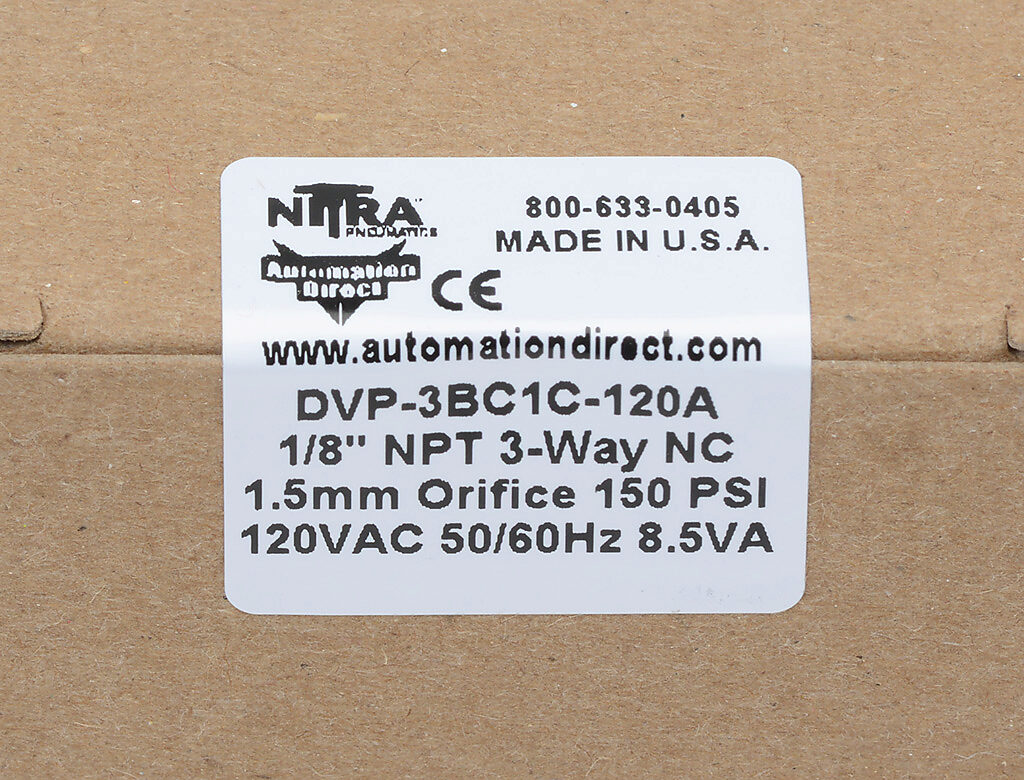 NITRA
PNEUMATICS
Automation
Direct
CE
800-633-0405
MADE IN U.S.A.
www.automationdirect.com
DVP-3BC1C-120A
1/8" NPT 3-Way NC
1.5mm Orifice 150 PSI
120VAC 50/60Hz 8.5VA